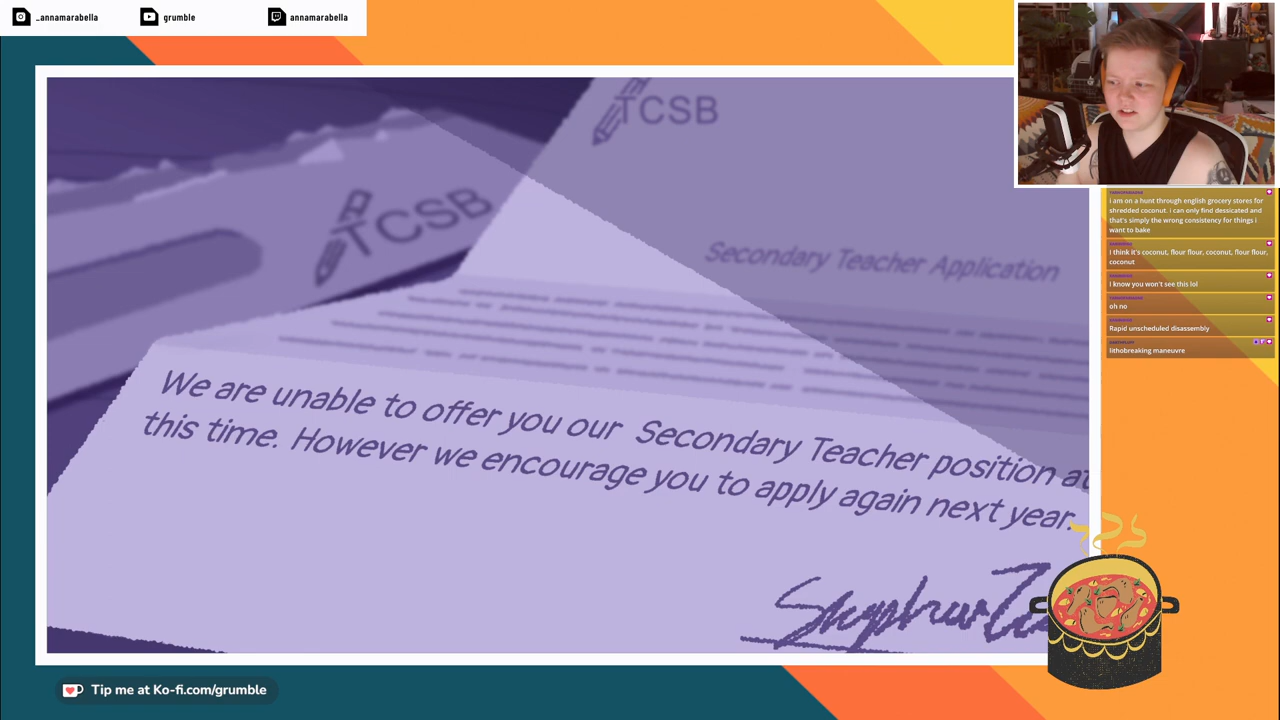 _annamarabella
grumble
annamarabella
TCSB
TCSB
Secondary Teacher Application
We are unable to offer you our Secondary Teacher position at
this time. However we encourage you to apply again next year.
i am on a hunt through english grocery stores for
shredded coconut. i can only find dessicated and
that's simply the wrong consistency for things i
want to bake
I think it's coconut, flour flour, coconut, flour flour,
coconut
I know you won't see this lol
oh no
Rapid unscheduled disassembly
lithobreaking maneuvre
Tip me at Ko-fi.com/grumble